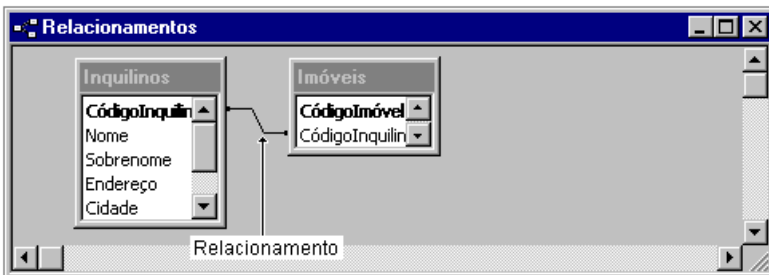 Relacionamentos
Inquilinos
CódigoInquilin
Nome
Sobrenome
Endereço
Cidade
Imóveis
CódigoImóvel
CódigoInquilin
Relacionamento